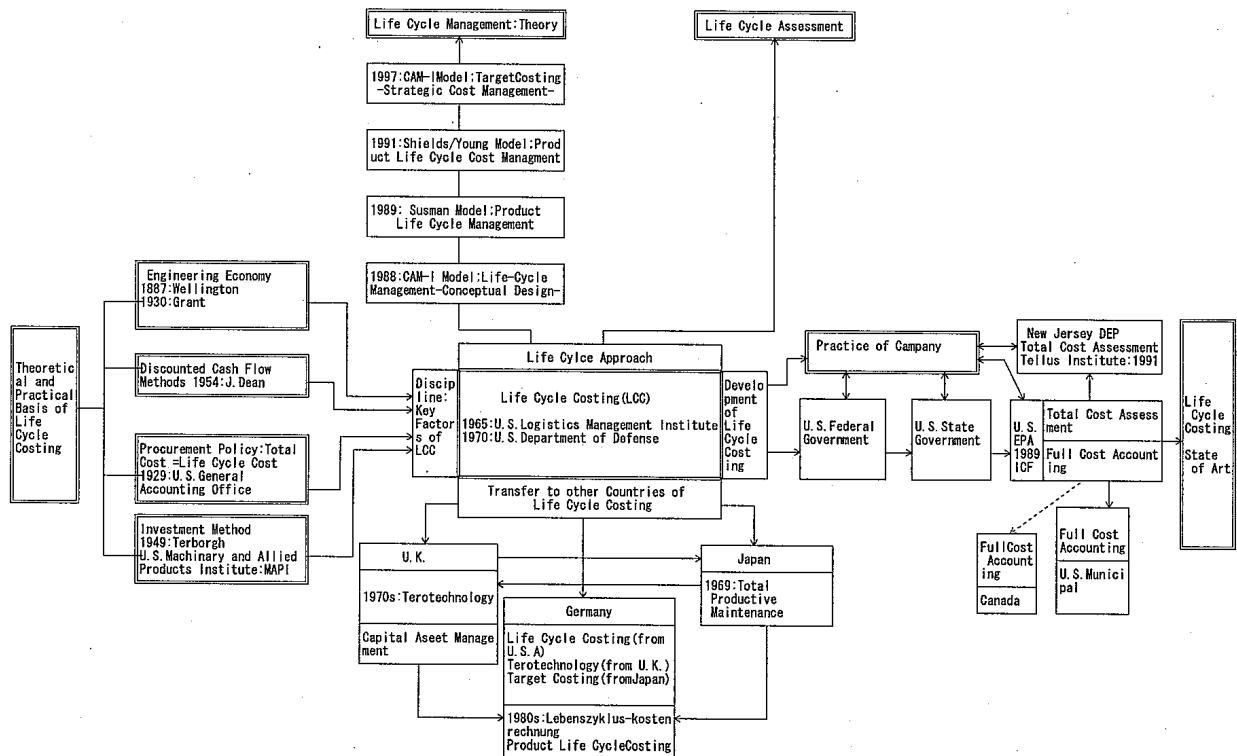 Life Cycle Management:Theory
Life Cycle Assessment
1997:CAM-IModel:TargetCosting
-Strategic Cost Management-
1991:Shields/Young Model:Prod
uct Life Cycle Cost Managment
1989: Susman Model:Product
Life Cycle Management
1988:CAM-I Model:Life-Cycle
Management-Conceptual Design-
Theoretic
al and
Practical
Basis of
Life
Cycle
Costing
Engineering Economy
1887:Wellington
1930:Grant
Discounted Cash Flow
Methods 1954:J.Dean
Procurement Policy:Total
Cost =Life Cycle Cost
1929:U.S.General
Accounting Office
Investment Method
1949:Terborgh
U.S.Machinary and Allied
Products Institute:MAPI
Discip
line:
Key
Factor
s of
LCC
Life Cylce Approach
Life Cycle Costing(LCC)
1965:U.S.Logistics Management Institute
1970:U.S.Department of Defense
Transfer to other Countries of
Life Cycle Costing
Develo
pment
of
Life
Cycle
Costing
Practice of Campany
U.S.Federal
Government
U.S.State
Government
New Jersey DEP
Total Cost Assessment
Tellus Institute:1991
U.S.
EPA
1989
ICF
Total Cost Assess
ment
Full Cost Account
ing
Life
Cycle
Costing:
State
of Art
FullCost
Account
ing
Canada
Full Cost
Accounting
U.S.Munici
pal
U.K.
1970s:Terotechnology
Capital Aseet Manage
ment
Japan
1969:Total
Productive
Maintenance
Germany
Life Cycle Costing(from
U.S.A)
Terotechnology(from U.K.)
Target Costing(fromJapan)
1980s:Lebenszyklus-kosten
rechnung
Product Life CycleCosting